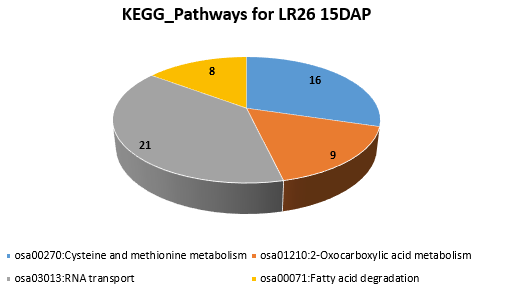 KEGG_Pathways for LR26 15DAP
8
16
21
9
osa00270:Cysteine and methionine metabolism
osa01210:2-Oxocarboxylic acid metabolism
osa03013:RNA transport
osa00071:Fatty acid degradation